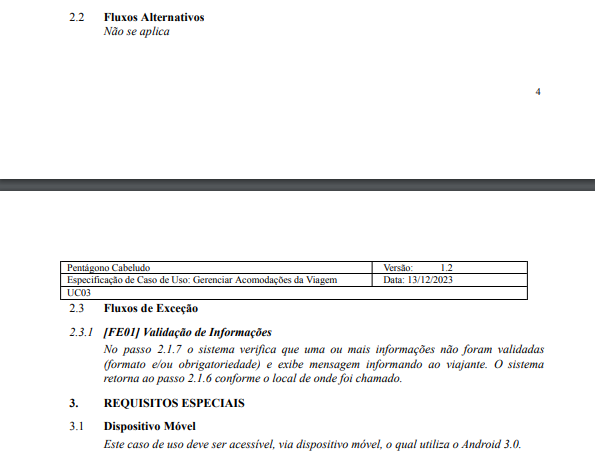 2.2 Fluxos Alternativos
Não se aplica
4
Pentágono Cabeludo Versão: 1.2
Especificação de Caso de Uso: Gerenciar Acomodações da Viagem Data: 13/12/2023
UC03
2.3 Fluxos de Exceção
2.3.1 [FE01] Validação de Informações
No passo 2.1.7 o sistema verifica que uma ou mais informações não foram validadas
(formato e/ou obrigatoriedade) e exibe mensagem informando ao viajante. O sistema
retorna ao passo 2.1.6 conforme o local de onde foi chamado.
3. REQUISITOS ESPECIAIS
3.1 Dispositivo Móvel
Este caso de uso deve ser acessível, via dispositivo móvel, o qual utiliza o Android 3.0.